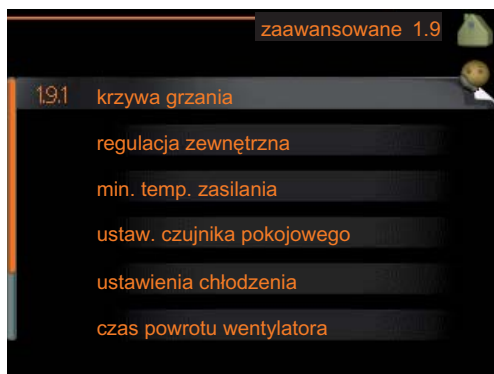 zaawansowane 1.9
1.9.1 krzywa grzania
regulacja zewnętrzna
min. temp. zasilania
ustaw. czujnika pokojowego
ustawienia chłodzenia
czas powrotu wentylatora